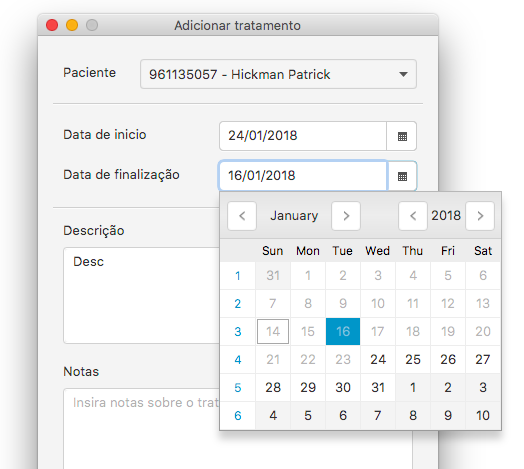 Adicionar tratamento
Paciente 961135057 - Hickman Patrick
Data de inicio 24/01/2018
Data de finalização 16/01/2018
January 2018
Sun Mon Tue Wed Thu Fri Sat
1 31 1 2 3 4 5 6
2 7 8 9 10 11 12 13
3 14 15 16 17 18 19 20
4 21 22 23 24 25 26 27
5 28 29 30 31 1 2 3
6 4 5 6 7 8 9 10
Descrição
Desc
Notas
Insira notas sobre o trat